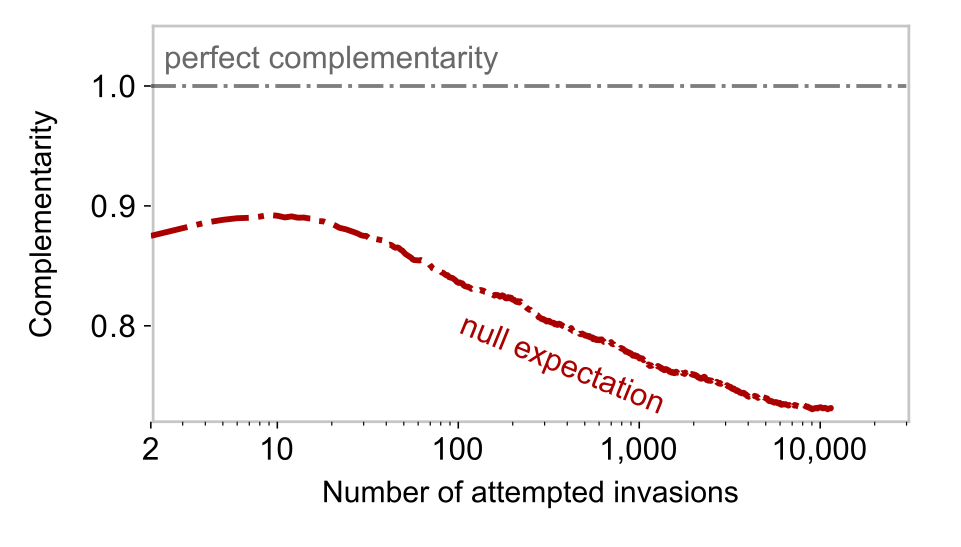 perfect complementarity
1.0
0.9
0.8
Complementarity
null expectation
2 10 100 1,000 10,000
Number of attempted invasions